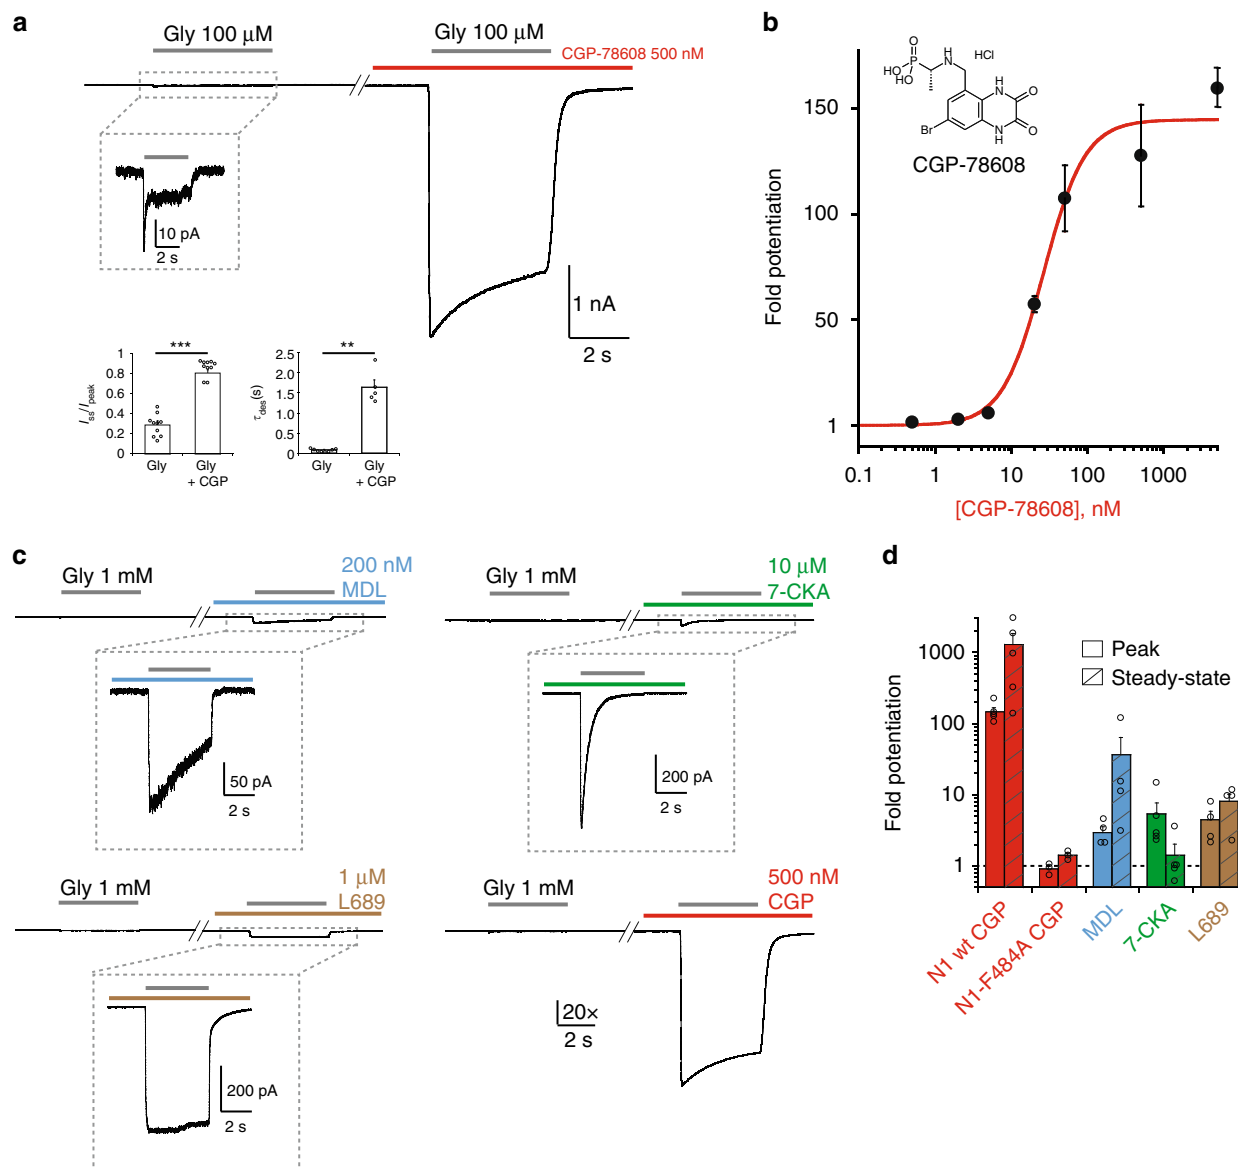 a
Gly 100 μM
Gly 100 μM
CGP-78608 500 nM
10 pA
2 s
1 nA
2 s
***
1
0.8
0.6
0.4
0.2
0
Iss/Ipeak
Gly
Gly
+ CGP
**
2.5
2.0
1.5
1.0
0.5
0
τdes(s)
Gly
Gly
+ CGP
b
O
P
HO
HO
H
N
HCl
H
N
O
O
N
H
Br
CGP-78608
150
100
50
1
Fold potentiation
0.1
1
10
100
1000
[CGP-78608], nM
c
Gly 1 mM
200 nM
MDL
50 pA
2 s
Gly 1 mM
10 μM
7-CKA
200 pA
2 s
Gly 1 mM
1 μM
L689
200 pA
2 s
Gly 1 mM
500 nM
CGP
20×
2 s
d
Peak
Steady-state
1000
100
10
1
Fold potentiation
N1 wt CGP
N1-F484A CGP
MDL
7-CKA
L689